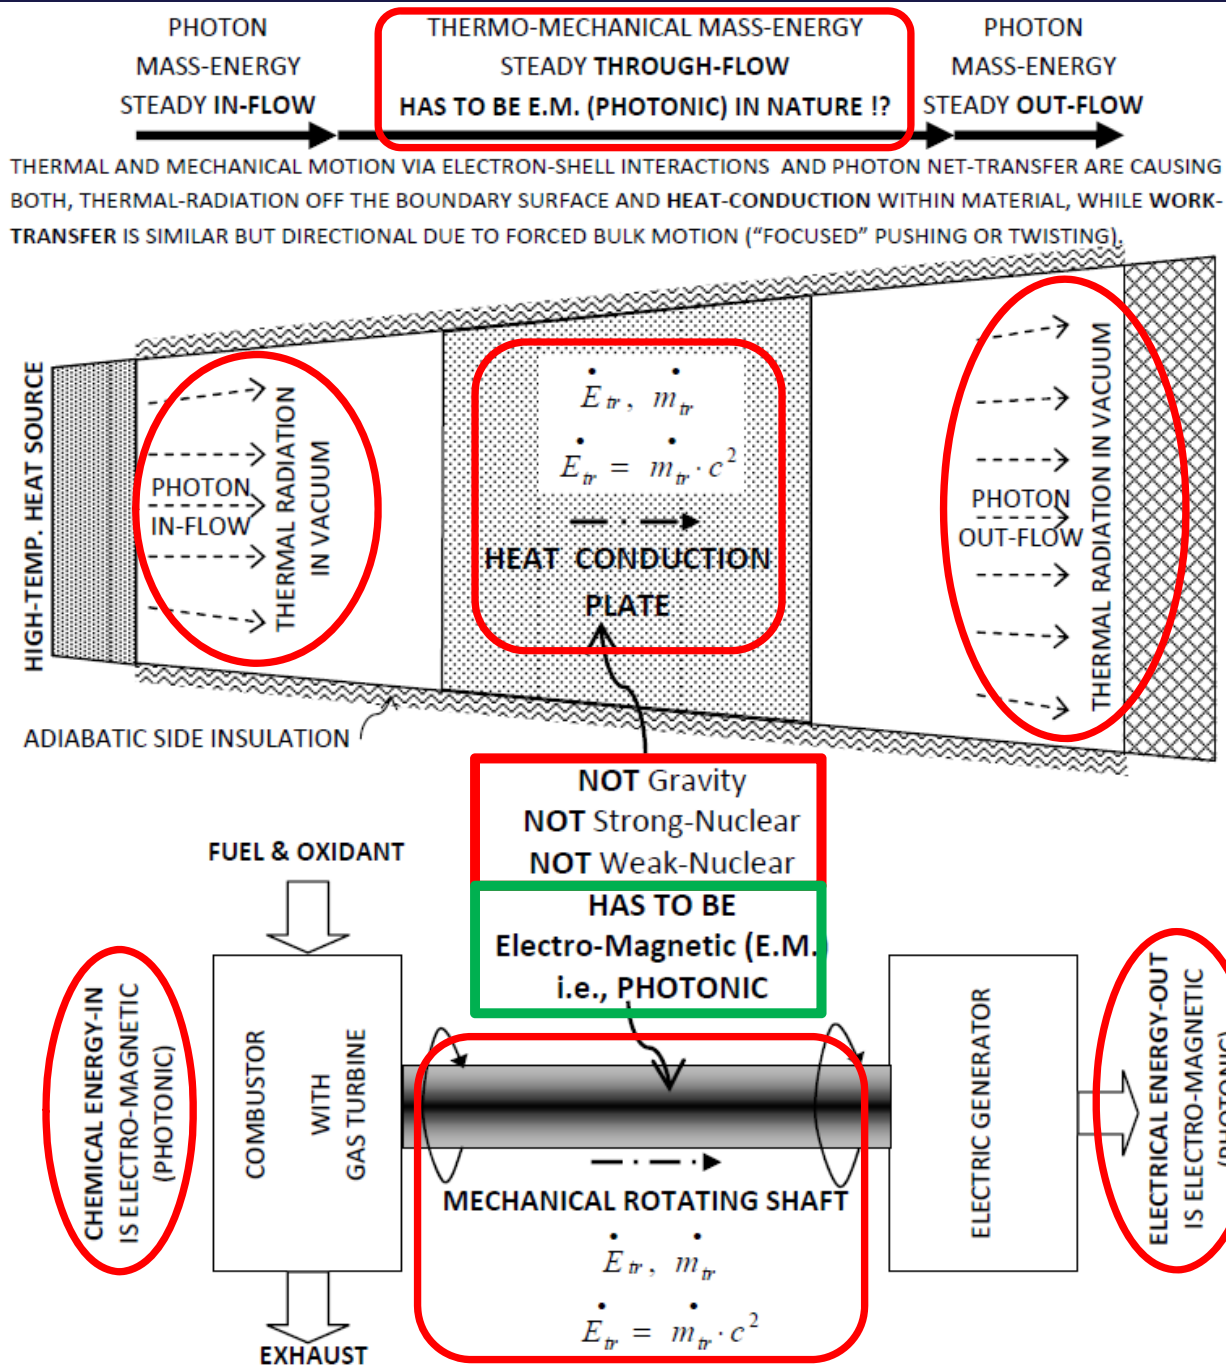 PHOTON
MASS-ENERGY
STEADY IN-FLOW
THERMO-MECHANICAL MASS-ENERGY
STEADY THROUGH-FLOW
HAS TO BE E.M. (PHOTONIC) IN NATURE !?
PHOTON
MASS-ENERGY
STEADY OUT-FLOW
THERMAL AND MECHANICAL MOTION VIA ELECTRON-SHELL INTERACTIONS AND PHOTON NET-TRANSFER ARE CAUSING
BOTH, THERMAL-RADIATION OFF THE BOUNDARY SURFACE AND HEAT-CONDUCTION WITHIN MATERIAL, WHILE WORK-
TRANSFER IS SIMILAR BUT DIRECTIONAL DUE TO FORCED BULK MOTION (“FOCUSED” PUSHING OR TWISTING).
HIGH-TEMP. HEAT SOURCE
PHOTON
IN-FLOW
THERMAL RADIATION
IN VACUUM
Ė_tr, ṁ_tr
Ė_tr = ṁ_tr · c²
HEAT CONDUCTION
PLATE
PHOTON
OUT-FLOW
THERMAL RADIATION IN VACUUM
ADIABATIC SIDE INSULATION
NOT Gravity
NOT Strong-Nuclear
NOT Weak-Nuclear
HAS TO BE
Electro-Magnetic (E.M.)
i.e., PHOTONIC
FUEL & OXIDANT
CHEMICAL ENERGY-IN
IS ELECTRO-MAGNETIC
(PHOTONIC)
COMBUSTOR
WITH
GAS TURBINE
EXHAUST
MECHANICAL ROTATING SHAFT
Ė_tr, ṁ_tr
Ė_tr = ṁ_tr · c²
ELECTRIC GENERATOR
ELECTRICAL ENERGY-OUT
IS ELECTRO-MAGNETIC
(PHOTONIC)